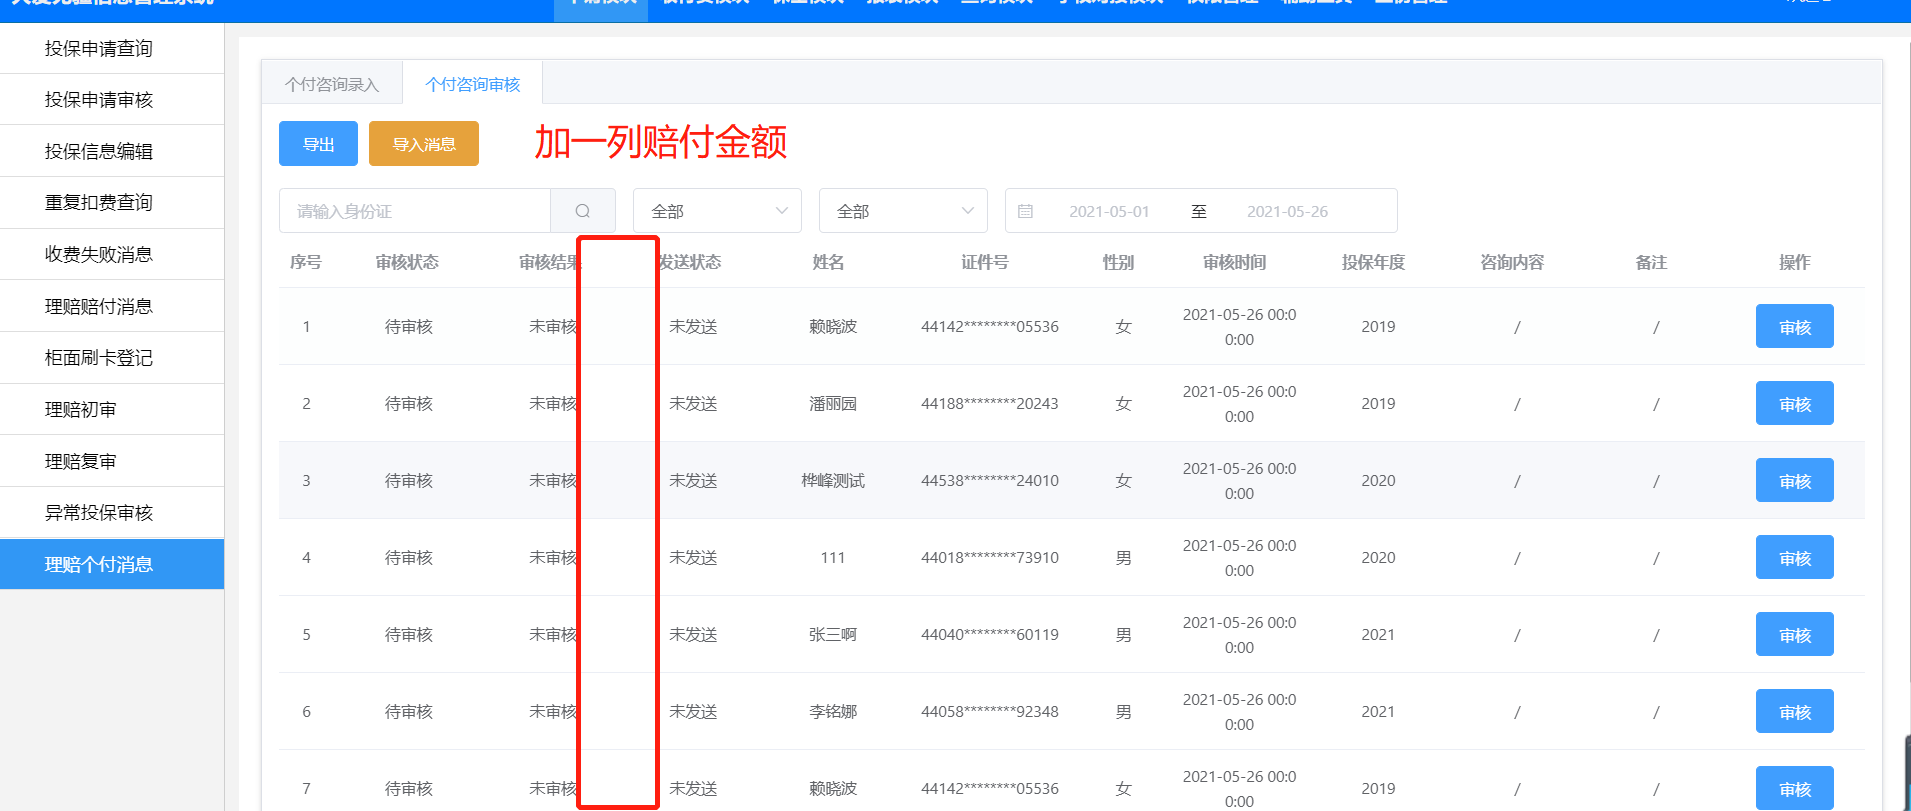 投保申请查询
投保申请审核
投保信息编辑
重复扣费查询
收费失败消息
理赔赔付消息
柜面刷卡登记
理赔初审
理赔复审
异常投保审核
理赔个付消息
个付咨询录入 个付咨询审核
导出 导入消息 加一列赔付金额
请输入身份证 全部 全部 2021-05-01 至 2021-05-26
序号 审核状态 审核结果 发送状态 姓名 证件号 性别 审核时间 投保年度 咨询内容 备注 操作
1 待审核 未审核 未发送 赖晓波 44142********05536 女 2021-05-26 00:0 2019 / / 审核
0:00
2 待审核 未审核 未发送 潘丽园 44188********20243 女 2021-05-26 00:0 2019 / / 审核
0:00
3 待审核 未审核 未发送 桦峰测试 44538********24010 女 2021-05-26 00:0 2020 / / 审核
0:00
4 待审核 未审核 未发送 111 44018********73910 男 2021-05-26 00:0 2020 / / 审核
0:00
5 待审核 未审核 未发送 张三啊 44040********60119 男 2021-05-26 00:0 2021 / / 审核
0:00
6 待审核 未审核 未发送 李铭娜 44058********92348 男 2021-05-26 00:0 2021 / / 审核
0:00
7 待审核 未审核 未发送 赖晓波 44142********05536 女 2021-05-26 00:0 2019 / / 审核
0:00